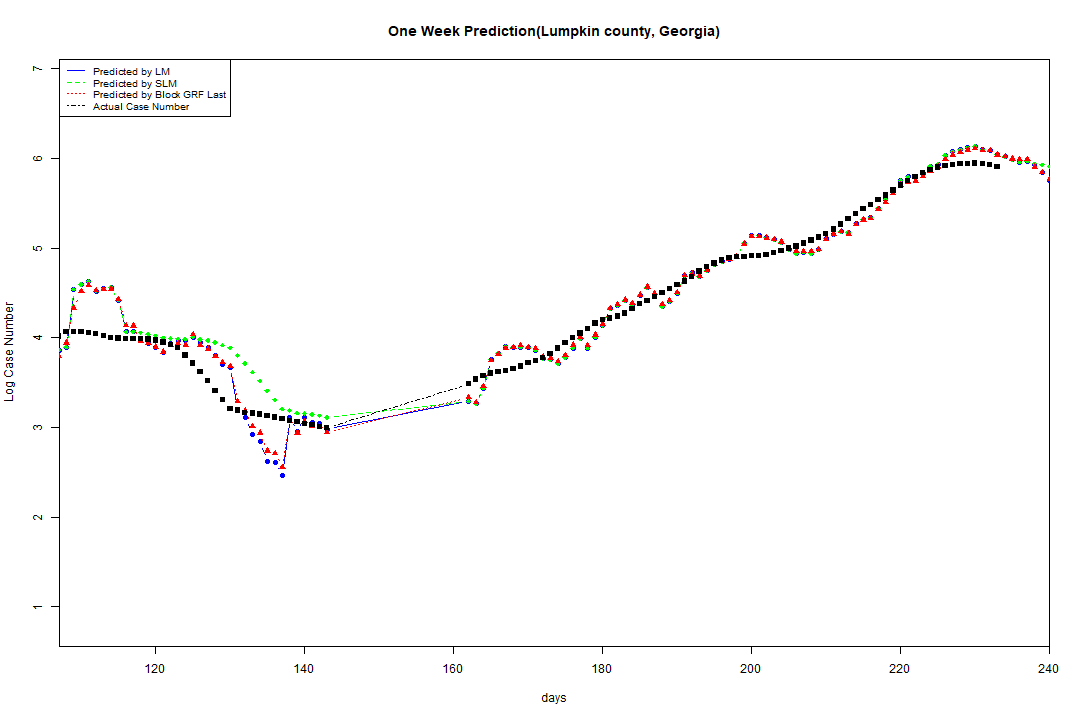 One Week Prediction(Lumpkin county, Georgia)
Predicted by LM
Predicted by SLM
Predicted by Block GRF Last
Actual Case Number
Log Case Number
7
6
5
4
3
2
1
120 140 160 180 200 220 240
days